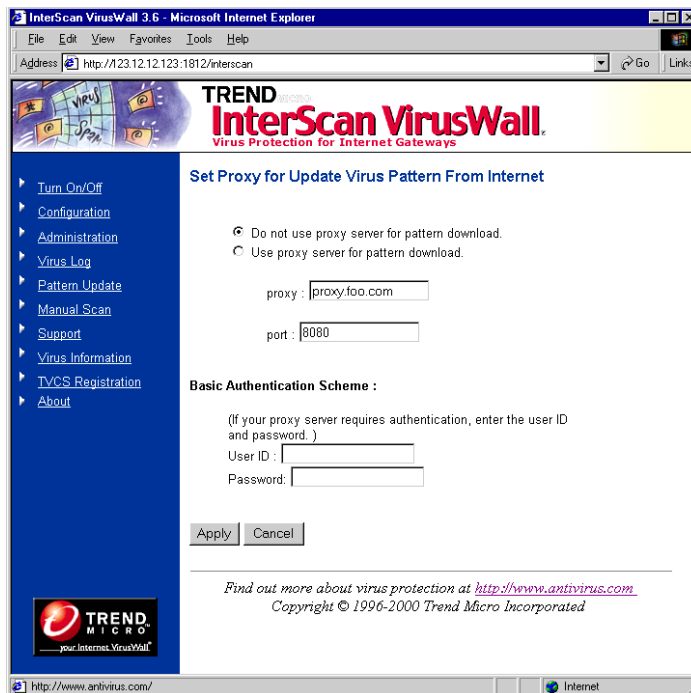 InterScan VirusWall 3.6 - Microsoft Internet Explorer
File Edit View Favorites Tools Help
Address http://123.12.12.123:1812/interscan Go Links
VIRUS
Spam
TREND MICRO
InterScan VirusWall.
Virus Protection for Internet Gateways
Turn On/Off
Configuration
Administration
Virus Log
Pattern Update
Manual Scan
Support
Virus Information
TVCS Registration
About
TREND
MICRO
your Internet VirusWall
Set Proxy for Update Virus Pattern From Internet
Do not use proxy server for pattern download.
Use proxy server for pattern download.
proxy : proxy.foo.com
port : 8080
Basic Authentication Scheme :
(If your proxy server requires authentication, enter the user ID
and password. )
User ID :
Password:
Apply Cancel
Find out more about virus protection at http://www.antivirus.com
Copyright © 1996-2000 Trend Micro Incorporated
http://www.antivirus.com/ Internet